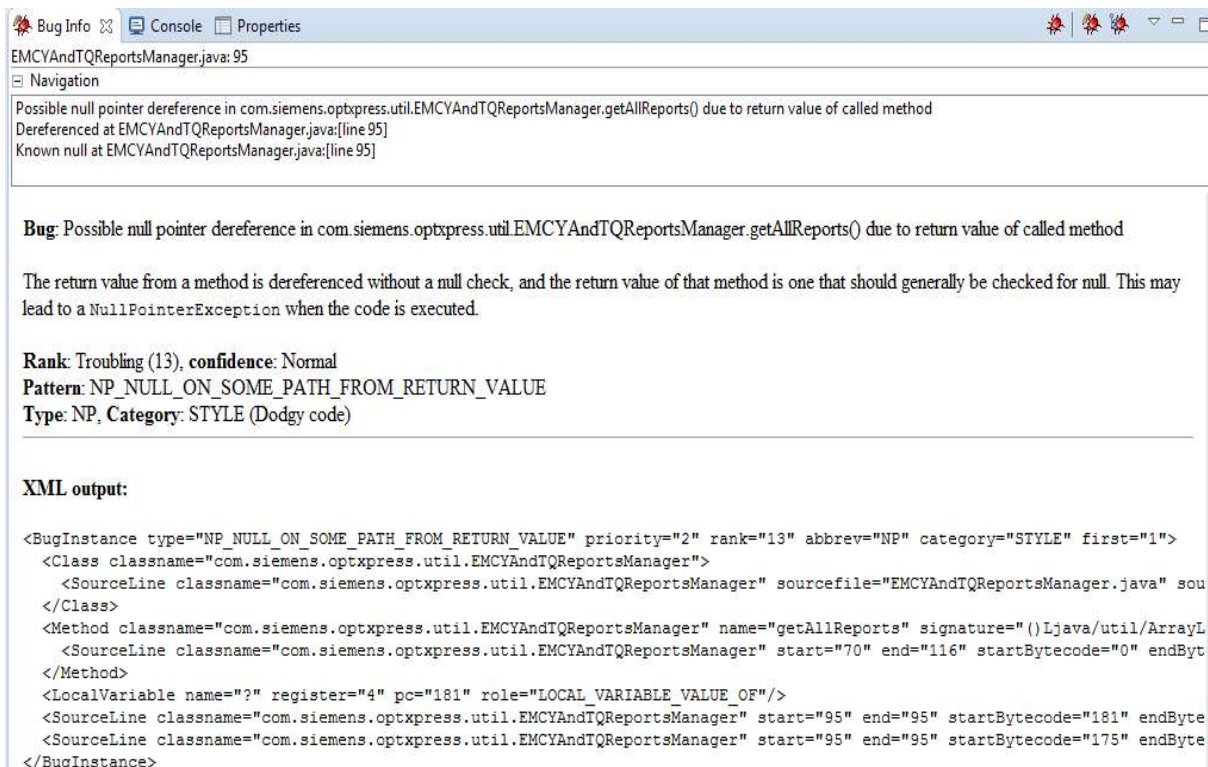 Bug Info Console Properties
EMCYAndTQReportsManager.java: 95
Navigation
Possible null pointer dereference in com.siemens.optxpress.util.EMCYAndTQReportsManager.getAllReports() due to return value of called method
Dereferenced at EMCYAndTQReportsManager.java:[line 95]
Known null at EMCYAndTQReportsManager.java:[line 95]
Bug: Possible null pointer dereference in com.siemens.optxpress.util.EMCYAndTQReportsManager.getAllReports() due to return value of called method
The return value from a method is dereferenced without a null check, and the return value of that method is one that should generally be checked for null. This may
lead to a NullPointerException when the code is executed.
Rank: Troubling (13), confidence: Normal
Pattern: NP_NULL_ON_SOME_PATH_FROM_RETURN_VALUE
Type: NP, Category: STYLE (Dodgy code)
XML output:
<BugInstance type="NP_NULL_ON_SOME_PATH_FROM_RETURN_VALUE" priority="2" rank="13" abbrev="NP" category="STYLE" first="1">
<Class classname="com.siemens.optxpress.util.EMCYAndTQReportsManager">
<SourceLine classname="com.siemens.optxpress.util.EMCYAndTQReportsManager" sourcefile="EMCYAndTQReportsManager.java" sou
</Class>
<Method classname="com.siemens.optxpress.util.EMCYAndTQReportsManager" name="getAllReports" signature="()Ljava/util/ArrayL
<SourceLine classname="com.siemens.optxpress.util.EMCYAndTQReportsManager" start="70" end="116" startBytecode="0" endByt
</Method>
<LocalVariable name="?" register="4" pc="181" role="LOCAL_VARIABLE_VALUE_OF"/>
<SourceLine classname="com.siemens.optxpress.util.EMCYAndTQReportsManager" start="95" end="95" startBytecode="181" endByte
<SourceLine classname="com.siemens.optxpress.util.EMCYAndTQReportsManager" start="95" end="95" startBytecode="175" endByte
</BugInstance>